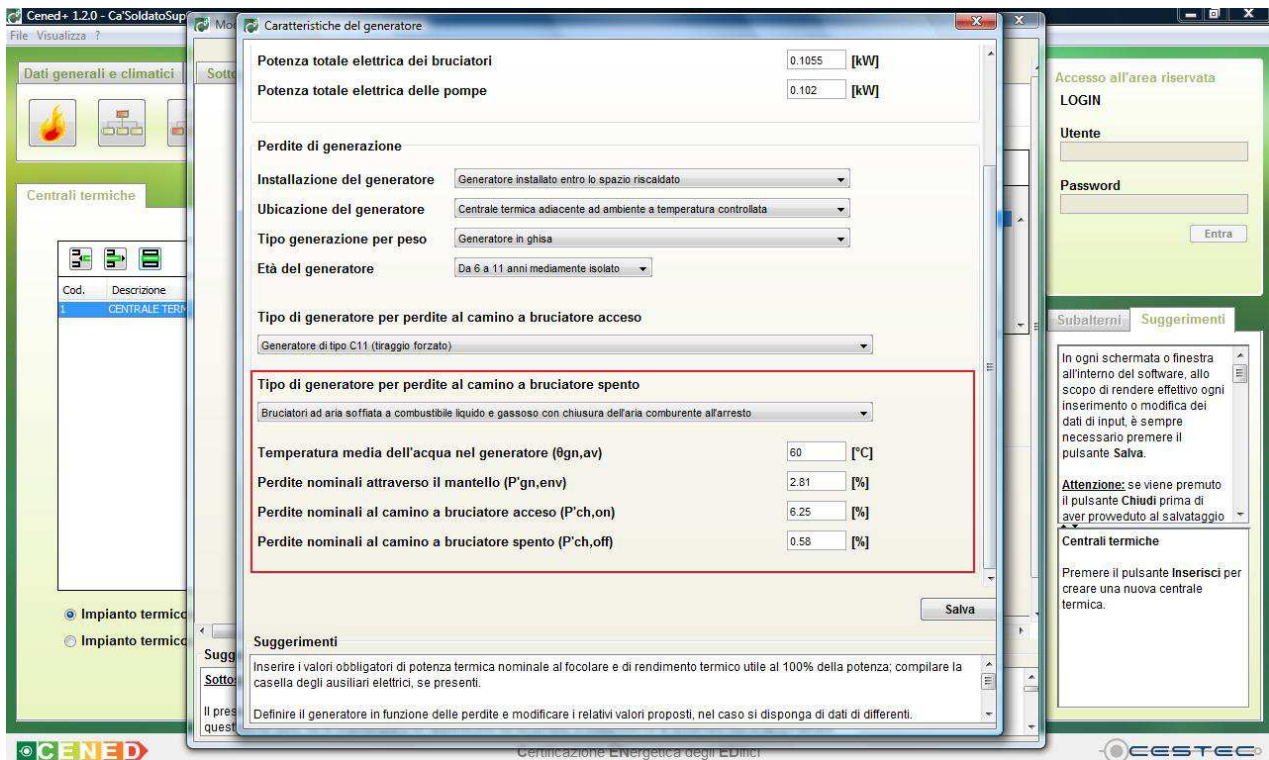 Cened+ 1.2.0 - Ca'SoldatoSup
File Visualizza ?
Dati generali e climatici
Centrali termiche
Cod. Descrizione
1 CENTRALE TERM
Impianto termico
Impianto termico
Mod
Sotto
Sugg
Sottos
Il pres
quest
Caratteristiche del generatore
Potenza totale elettrica dei bruciatori 0.1055 [kW]
Potenza totale elettrica delle pompe 0.102 [kW]
Perdite di generazione
Installazione del generatore Generatore installato entro lo spazio riscaldato
Ubicazione del generatore Centrale termica adiacente ad ambiente a temperatura controllata
Tipo generazione per peso Generatore in ghisa
Età del generatore Da 6 a 11 anni mediamente isolato
Tipo di generatore per perdite al camino a bruciatore acceso
Generatore di tipo C11 (tiraggio forzato)
Tipo di generatore per perdite al camino a bruciatore spento
Bruciatori ad aria soffiata a combustibile liquido e gassoso con chiusura dell'aria comburente all'arresto
Temperatura media dell'acqua nel generatore (θgn,av) 60 [°C]
Perdite nominali attraverso il mantello (P'gn,env) 2.81 [%]
Perdite nominali al camino a bruciatore acceso (P'ch,on) 6.25 [%]
Perdite nominali al camino a bruciatore spento (P'ch,off) 0.58 [%]
Salva
Suggerimenti
Inserire i valori obbligatori di potenza termica nominale al focolare e di rendimento termico utile al 100% della potenza; compilare la
casella degli ausiliari elettrici, se presenti.
Definire il generatore in funzione delle perdite e modificare i relativi valori proposti, nel caso si disponga di dati di differenti.
Accesso all'area riservata
LOGIN
Utente
Password
Entra
Subalterni Suggerimenti
In ogni schermata o finestra
all'interno del software, allo
scopo di rendere effettivo ogni
inserimento o modifica dei
dati di input, è sempre
necessario premere il
pulsante Salva.
Attenzione: se viene premuto
il pulsante Chiudi prima di
aver provveduto al salvataggio
Centrali termiche
Premere il pulsante Inserisci per
creare una nuova centrale
termica.
CENED
Certificazione ENergetica degli EDifici
CESTEC